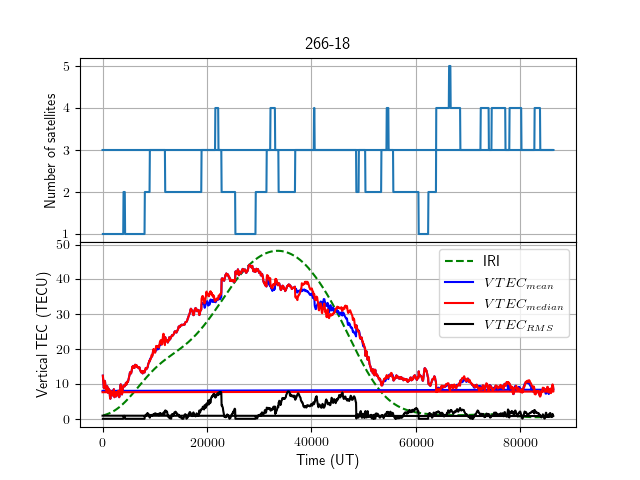 266-18
Number of satellites
5
4
3
2
1
Vertical TEC (TECU)
50
40
30
20
10
0
IRI
VTEC_mean
VTEC_median
VTEC_RMS
0 20000 40000 60000 80000
Time (UT)